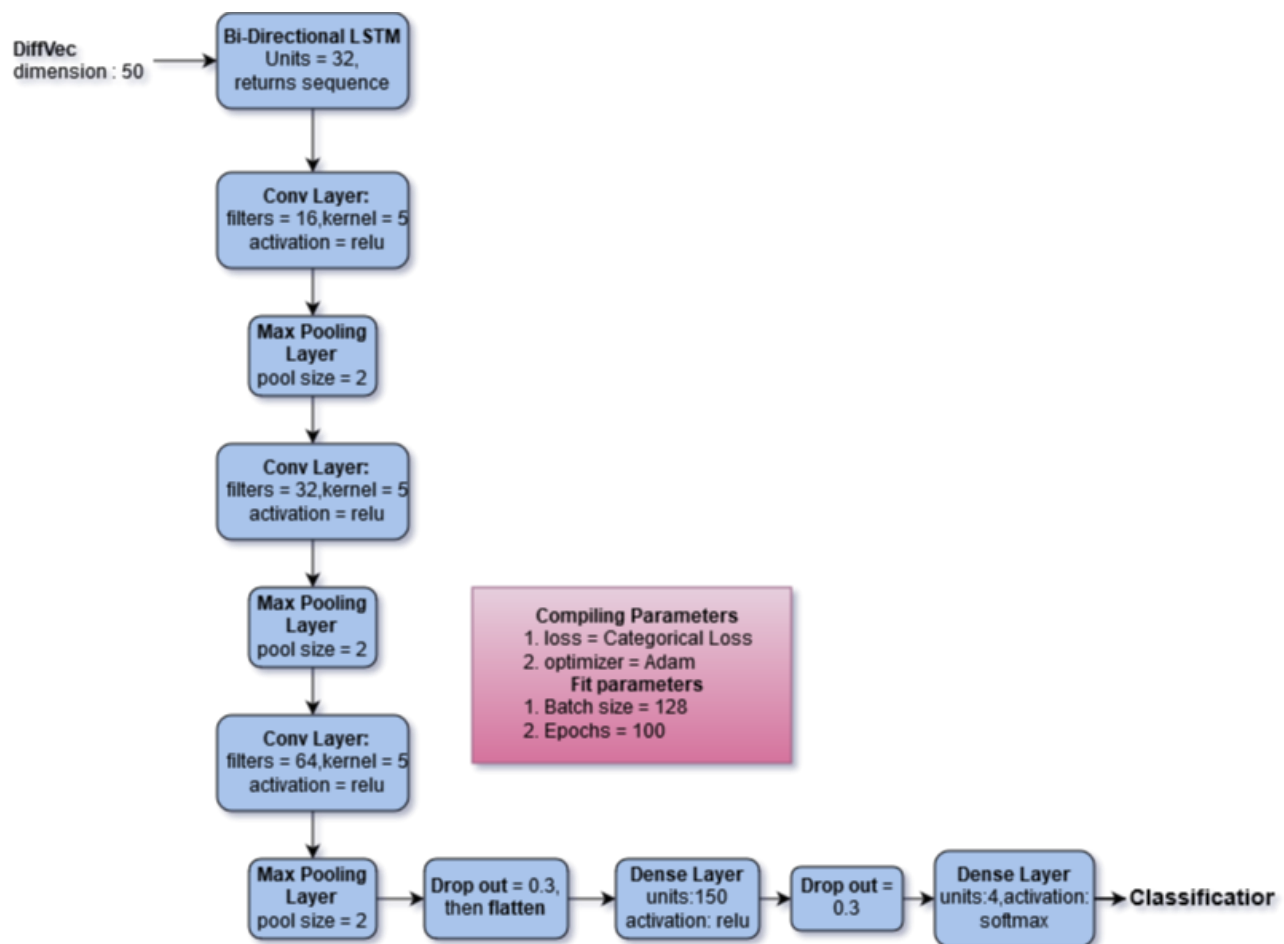 DiffVec
dimension : 50
Bi-Directional LSTM
Units = 32,
returns sequence
Conv Layer:
filters = 16,kernel = 5
activation = relu
Max Pooling
Layer
pool size = 2
Conv Layer:
filters = 32,kernel = 5
activation = relu
Max Pooling
Layer
pool size = 2
Compiling Parameters
1. loss = Categorical Loss
2. optimizer = Adam
Fit parameters
1. Batch size = 128
2. Epochs = 100
Conv Layer:
filters = 64,kernel = 5
activation = relu
Max Pooling
Layer
pool size = 2
Drop out = 0.3,
then flatten
Dense Layer
units:150
activation: relu
Drop out =
0.3
Dense Layer
units:4,activation:
softmax
Classification